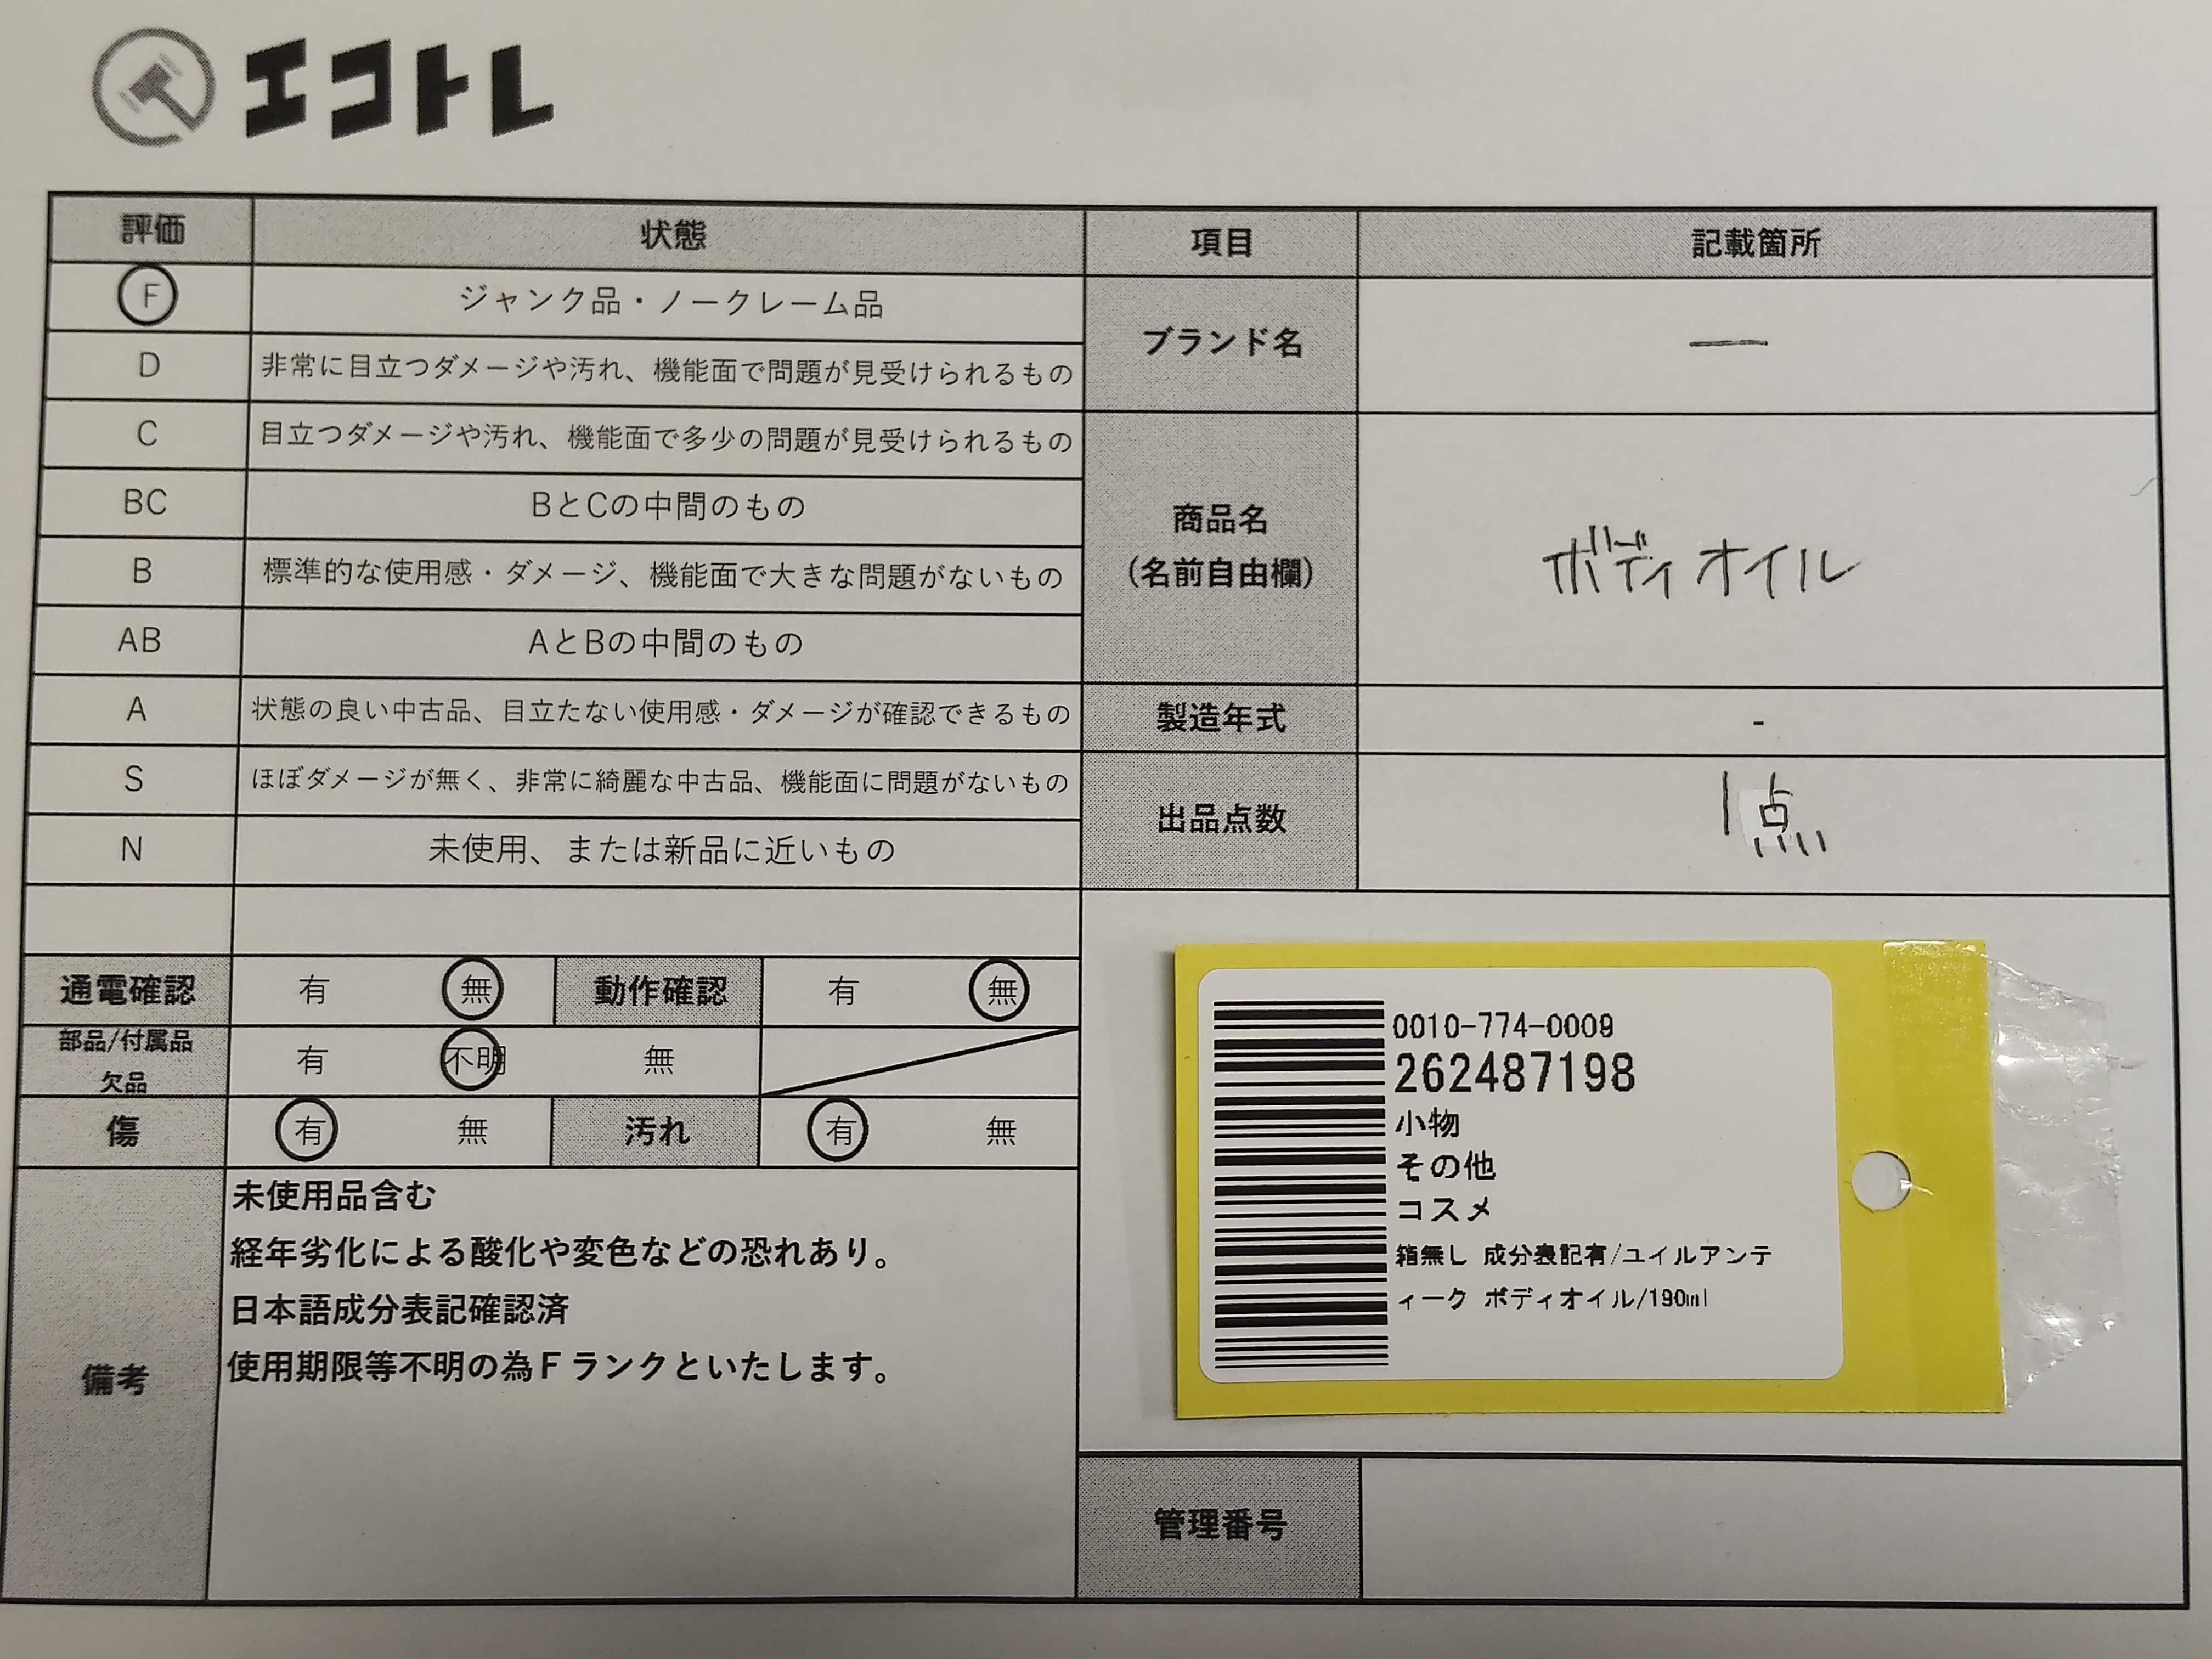 エコトレ
評価 状態 項目 記載箇所
F ジャンク品・ノークレーム品
D 非常に目立つダメージや汚れ、機能面で問題が見受けられるもの
C 目立つダメージや汚れ、機能面で多少の問題が見受けられるもの
BC BとCの中間のもの
B 標準的な使用感・ダメージ、機能面で大きな問題がないもの
AB AとBの中間のもの
A 状態の良い中古品、目立たない使用感・ダメージが確認できるもの
S ほぼダメージが無く、非常に綺麗な中古品、機能面に問題がないもの
N 未使用、または新品に近いもの
ブランド名 —
商品名
(名前自由欄)
ボディオイル
製造年式 -
出品点数 1点
通電確認 有 無 動作確認 有 無
部品/付属品
欠品
有 不明 無
傷 有 無 汚れ 有 無
備考
未使用品含む
経年劣化による酸化や変色などの恐れあり。
日本語成分表記確認済
使用期限等不明の為Fランクといたします。
0010-774-0009
262487198
小物
その他
コスメ
箱無し 成分表記有/ユイルアンテ
ィーク ボディオイル/190ml
管理番号